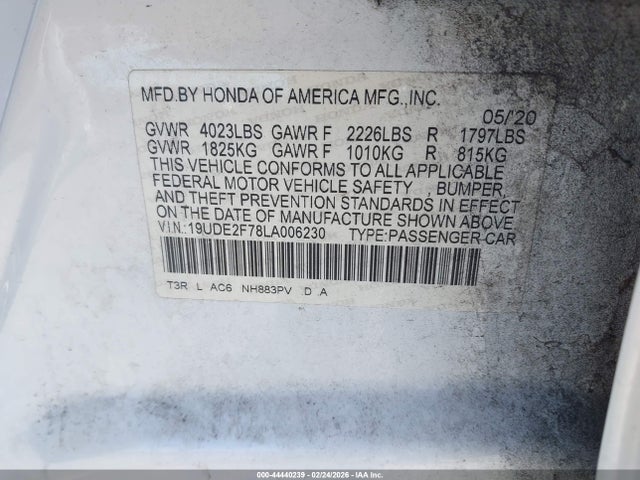 MFD.BY HONDA OF AMERICA MFG.,INC.
05/'20
GVWR 4023LBS GAWR F 2226LBS R 1797LBS
GVWR 1825KG GAWR F 1010KG R 815KG
THIS VEHICLE CONFORMS TO ALL APPLICABLE
FEDERAL MOTOR VEHICLE SAFETY , BUMPER,
AND THEFT PREVENTION STANDARDS IN EFFECT
ON THE DATE OF MANUFACTURE SHOWN ABOVE
V.I.N.:19UDE2F78LA006230 TYPE:PASSENGER CAR
T3R L AC6 NH883PV D A
000-44440239 - 02/24/2026 - IAA Inc.